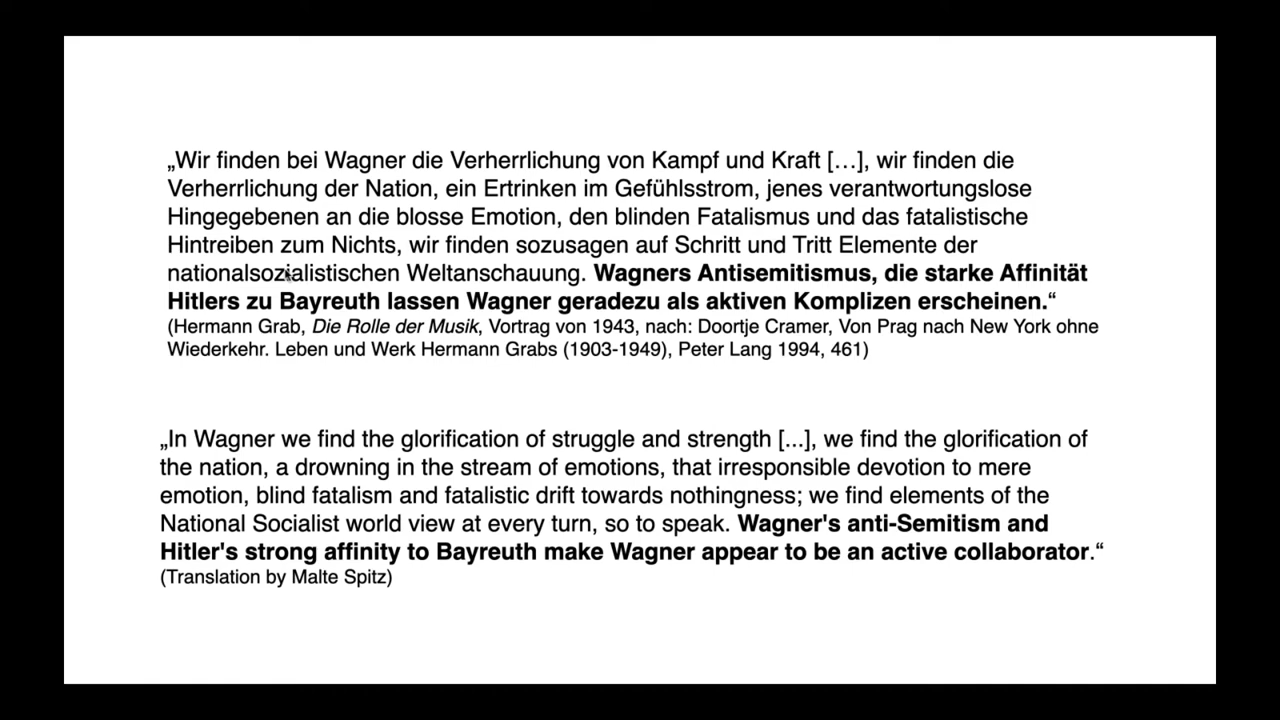 „Wir finden bei Wagner die Verherrlichung von Kampf und Kraft […], wir finden die
Verherrlichung der Nation, ein Ertrinken im Gefühlsstrom, jenes verantwortungslose
Hingegebenen an die blosse Emotion, den blinden Fatalismus und das fatalistische
Hintreiben zum Nichts, wir finden sozusagen auf Schritt und Tritt Elemente der
nationalsozialistischen Weltanschauung. Wagners Antisemitismus, die starke Affinität
Hitlers zu Bayreuth lassen Wagner geradezu als aktiven Komplizen erscheinen.“
(Hermann Grab, Die Rolle der Musik, Vortrag von 1943, nach: Doortje Cramer, Von Prag nach New York ohne
Wiederkehr. Leben und Werk Hermann Grabs (1903-1949), Peter Lang 1994, 461)
„In Wagner we find the glorification of struggle and strength [...], we find the glorification of
the nation, a drowning in the stream of emotions, that irresponsible devotion to mere
emotion, blind fatalism and fatalistic drift towards nothingness; we find elements of the
National Socialist world view at every turn, so to speak. Wagner's anti-Semitism and
Hitler's strong affinity to Bayreuth make Wagner appear to be an active collaborator.“
(Translation by Malte Spitz)